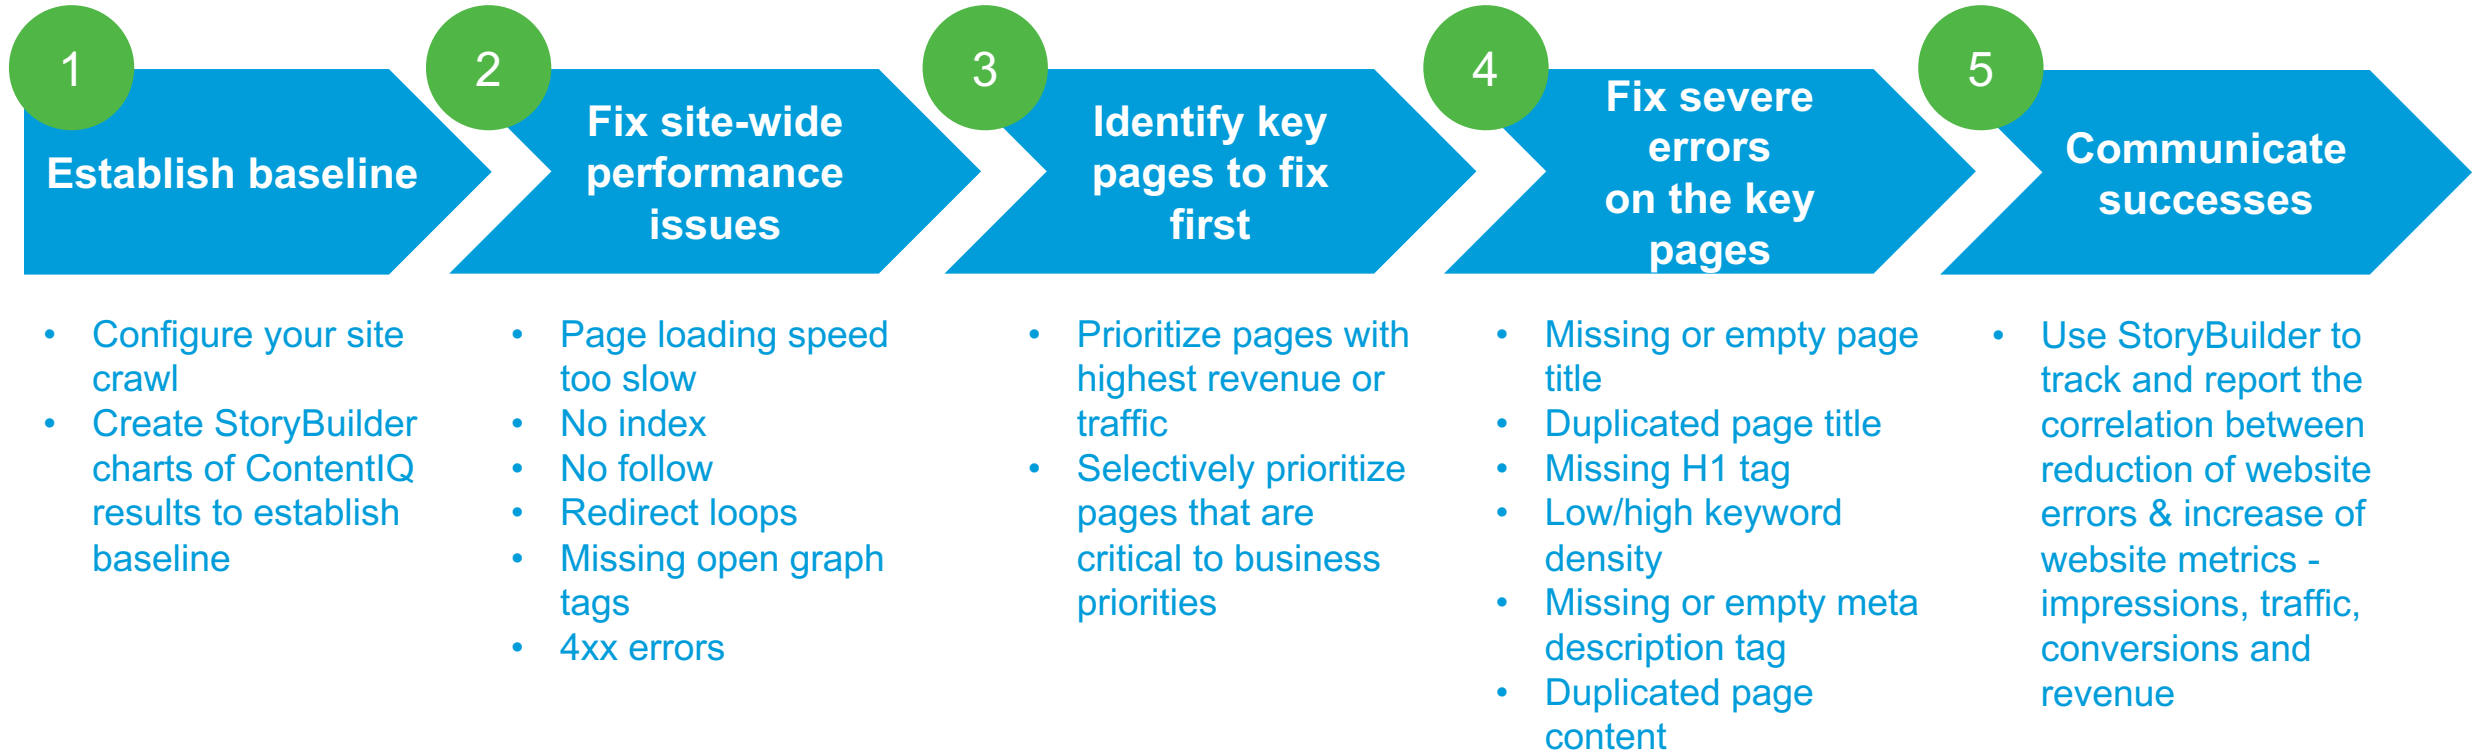 1
Establish baseline
• Configure your site
crawl
• Create StoryBuilder
charts of ContentIQ
results to establish
baseline
2
Fix site-wide
performance
issues
• Page loading speed
too slow
• No index
• No follow
• Redirect loops
• Missing open graph
tags
• 4xx errors
3
Identify key
pages to fix
first
• Prioritize pages with
highest revenue or
traffic
• Selectively prioritize
pages that are
critical to business
priorities
4
Fix severe
errors
on the key
pages
• Missing or empty page
title
• Duplicated page title
• Missing H1 tag
• Low/high keyword
density
• Missing or empty meta
description tag
• Duplicated page
content
5
Communicate
successes
• Use StoryBuilder to
track and report the
correlation between
reduction of website
errors & increase of
website metrics -
impressions, traffic,
conversions and
revenue